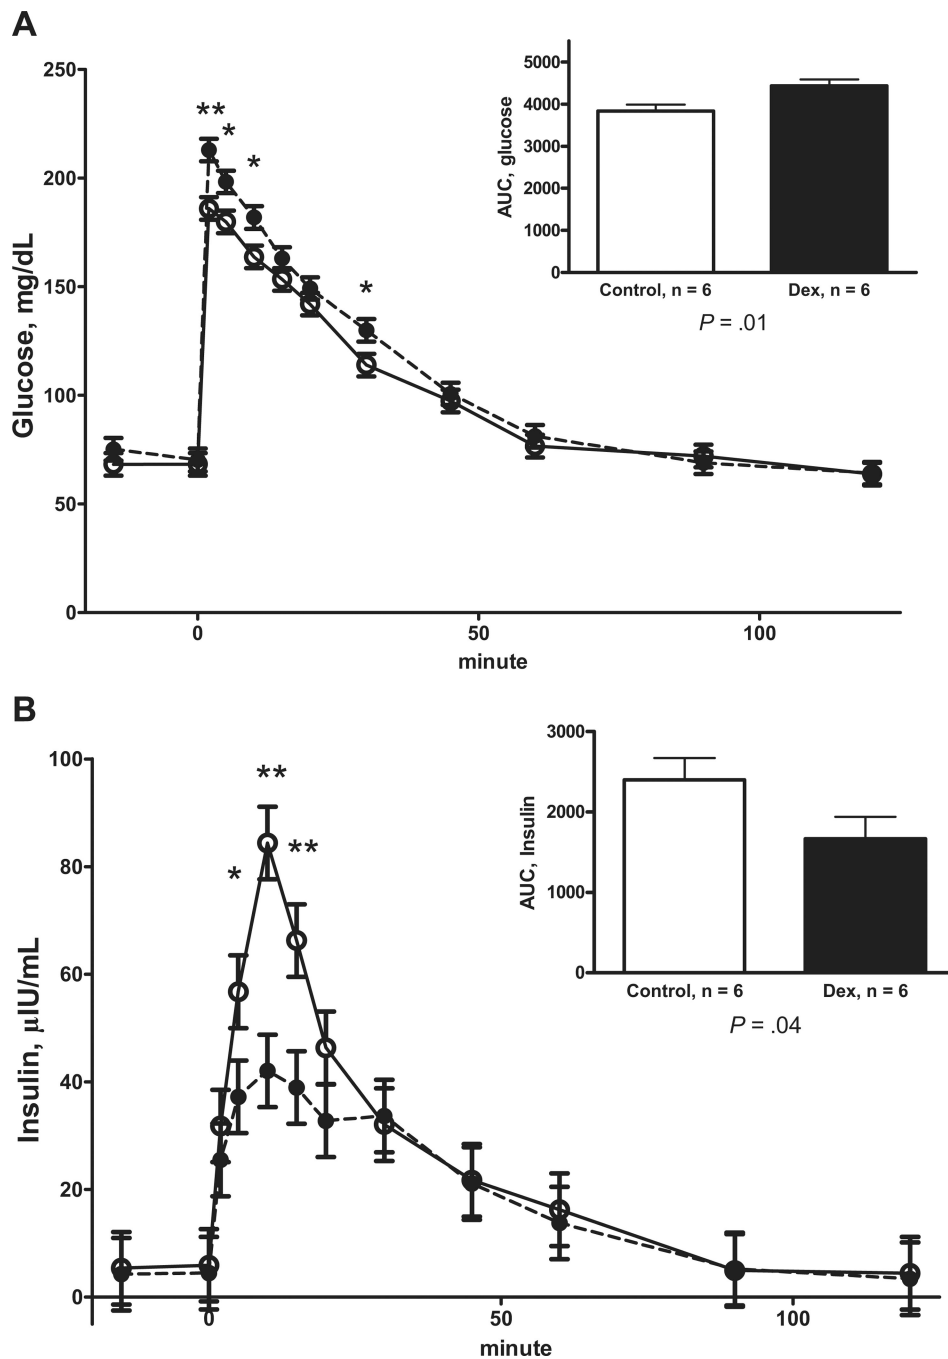 A
250
200
150
100
50
0
Glucose, mg/dL
** * * *
0 50 100
minute
5000
4000
3000
2000
1000
0
AUC, glucose
Control, n = 6 Dex, n = 6
P = .01
B
100
80
60
40
20
0
Insulin, µIU/mL
* ** **
0 50 100
minute
3000
2000
1000
0
AUC, Insulin
Control, n = 6 Dex, n = 6
P = .04